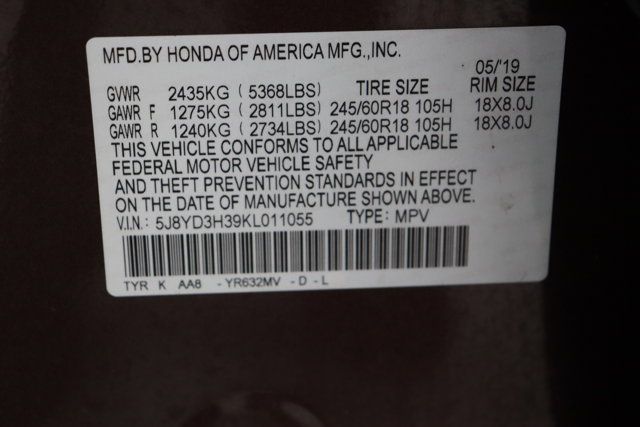 MFD.BY HONDA OF AMERICA MFG.,INC.
05/'19
GVWR 2435KG ( 5368LBS) TIRE SIZE RIM SIZE
GAWR F 1275KG ( 2811LBS) 245/60R18 105H 18X8.0J
GAWR R 1240KG ( 2734LBS) 245/60R18 105H 18X8.0J
THIS VEHICLE CONFORMS TO ALL APPLICABLE
FEDERAL MOTOR VEHICLE SAFETY
AND THEFT PREVENTION STANDARDS IN EFFECT
ON THE DATE OF MANUFACTURE SHOWN ABOVE.
V.I.N.: 5J8YD3H39KL011055 TYPE: MPV
TYR K AA8 - YR632MV - D - L